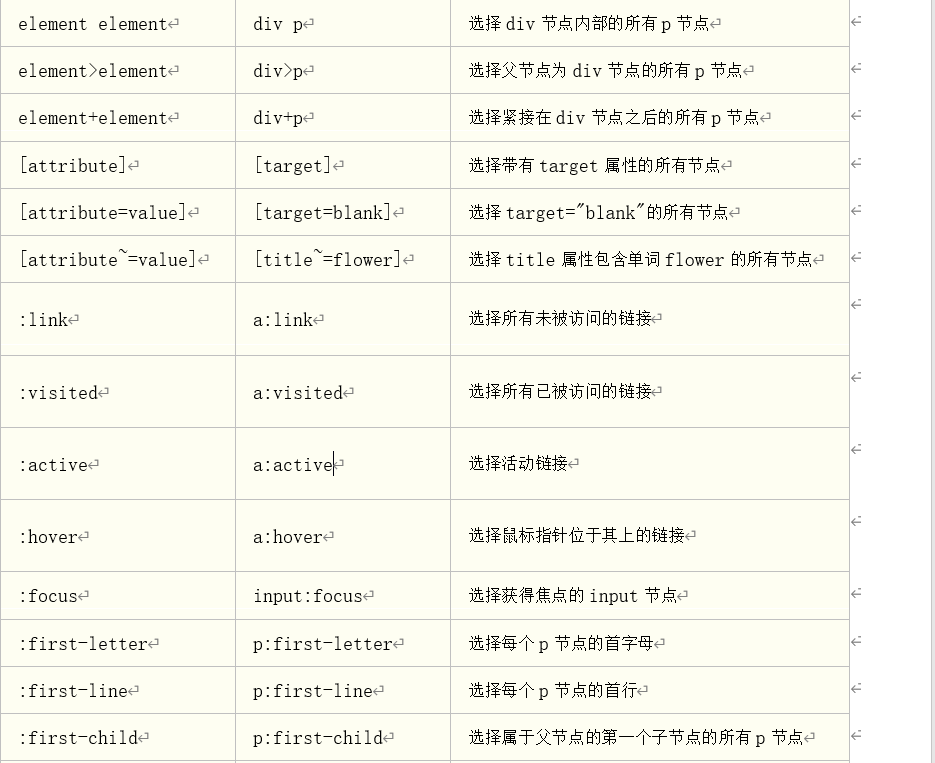 element element div p 选择 div 节点内部的所有 p 节点
element>element div>p 选择父节点为 div 节点的所有 p 节点
element+element div+p 选择紧接在 div 节点之后的所有 p 节点
[attribute] [target] 选择带有 target 属性的所有节点
[attribute=value] [target=blank] 选择 target="blank"的所有节点
[attribute~=value] [title~=flower] 选择 title 属性包含单词 flower 的所有节点
:link a:link 选择所有未被访问的链接
:visited a:visited 选择所有已被访问的链接
:active a:active 选择活动链接
:hover a:hover 选择鼠标指针位于其上的链接
:focus input:focus 选择获得焦点的 input 节点
:first-letter p:first-letter 选择每个 p 节点的首字母
:first-line p:first-line 选择每个 p 节点的首行
:first-child p:first-child 选择属于父节点的第一个子节点的所有 p 节点